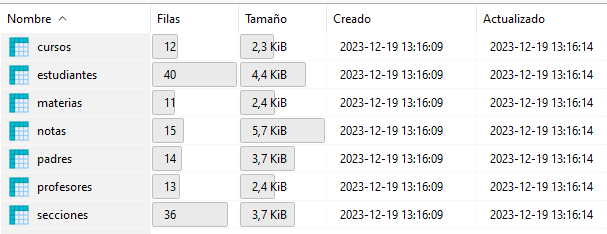 Nombre Filas Tamaño Creado Actualizado
cursos 12 2,3 KiB 2023-12-19 13:16:09 2023-12-19 13:16:14
estudiantes 40 4,4 KiB 2023-12-19 13:16:09 2023-12-19 13:16:14
materias 11 2,4 KiB 2023-12-19 13:16:09 2023-12-19 13:16:14
notas 15 5,7 KiB 2023-12-19 13:16:09 2023-12-19 13:16:14
padres 14 3,7 KiB 2023-12-19 13:16:09 2023-12-19 13:16:14
profesores 13 2,4 KiB 2023-12-19 13:16:09 2023-12-19 13:16:14
secciones 36 3,7 KiB 2023-12-19 13:16:09 2023-12-19 13:16:14